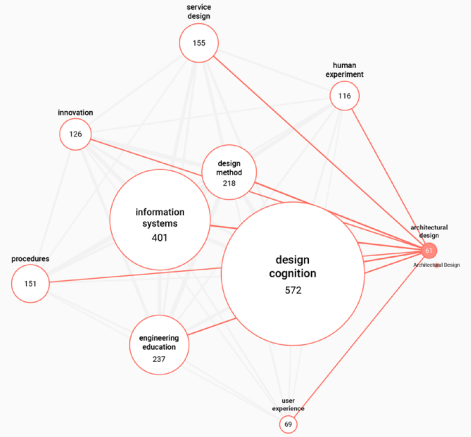 service
design
155
human
experiment
116
innovation
126
design
method
218
information
systems
401
architectural
design
61
Architectural Design
design
cognition
572
procedures
151
engineering
education
237
user
experience
69